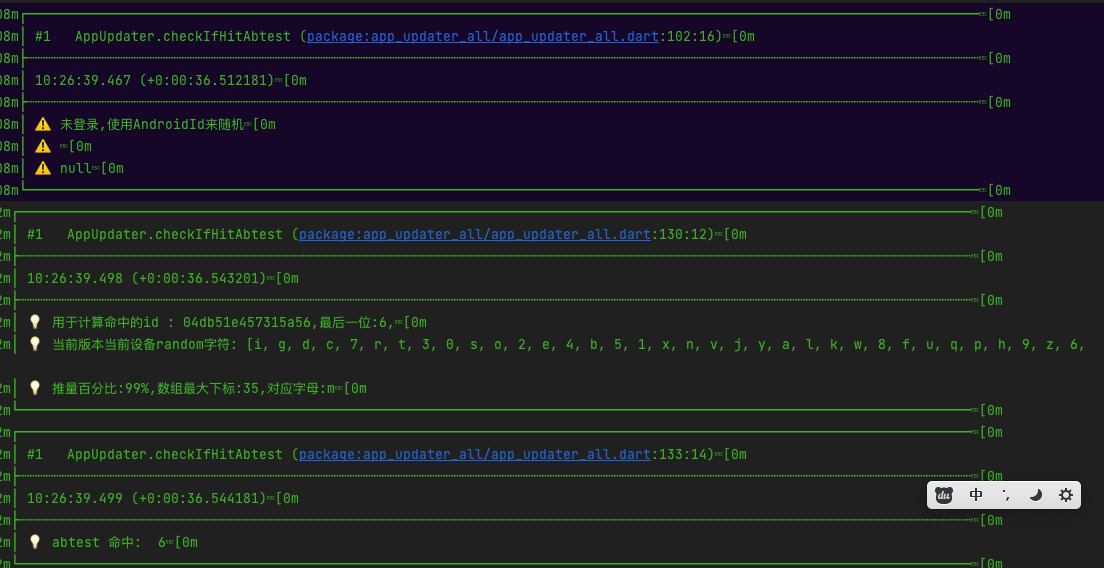 08m┌──────────[0m
08m│ #1   AppUpdater.checkIfHitAbtest (package:app_updater_all/app_updater_all.dart:102:16)␛[0m
08m├┄┄┄┄┄┄┄┄┄┄␛[0m
08m│ 10:26:39.467 (+0:00:36.512181)␛[0m
08m├┄┄┄┄┄┄┄┄┄┄␛[0m
08m│ ⚠️ 未登录,使用AndroidId来随机␛[0m
08m│ ⚠️ ␛[0m
08m│ ⚠️ null␛[0m
08m└──────────␛[0m
2m┌──────────␛[0m
2m│ #1   AppUpdater.checkIfHitAbtest (package:app_updater_all/app_updater_all.dart:130:12)␛[0m
2m├┄┄┄┄┄┄┄┄┄┄␛[0m
2m│ 10:26:39.498 (+0:00:36.543201)␛[0m
2m├┄┄┄┄┄┄┄┄┄┄␛[0m
2m│ 💡 用于计算命中的id : 04db51e457315a56,最后一位:6,␛[0m
2m│ 💡 当前版本当前设备random字符: [i, g, d, c, 7, r, t, 3, 0, s, o, 2, e, 4, b, 5, 1, x, n, v, j, y, a, l, k, w, 8, f, u, q, p, h, 9, z, 6,
2m│ 💡 推量百分比:99%,数组最大下标:35,对应字母:m␛[0m
2m└──────────␛[0m
2m┌──────────␛[0m
2m│ #1   AppUpdater.checkIfHitAbtest (package:app_updater_all/app_updater_all.dart:133:14)␛[0m
2m├┄┄┄┄┄┄┄┄┄┄␛[0m
2m│ 10:26:39.499 (+0:00:36.544181)␛[0m
du 中 ·,
2m├┄┄┄┄┄┄┄┄┄┄␛[0m
2m│ 💡 abtest 命中:  6␛[0m
2m└──────────␛[0m